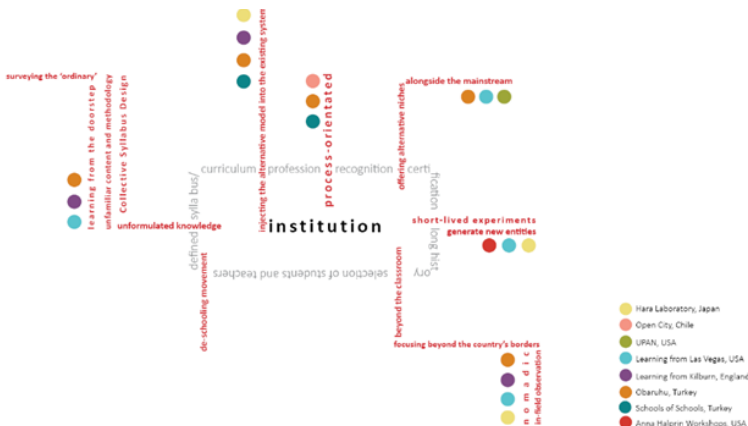 surveying the 'ordinary'
learning from the doorstep
unfamiliar content and methodology
Collective Syllabus Design
unformulated knowledge
de-schooling movement
injecting the alternative model into the existing system
process-orientated
offering alternative niches
alongside the mainstream
defined sylla bus/
curriculum profession recognition certi
fication long hist
ory selection of student and teachers
institution
short-lived experiments
generate new entities
beyond the classroom
focusing beyond the country's borders
nomadic
in-field observation
Hara Laboratory, Japan
Open City, Chile
UPAN, USA
Learning from Las Vegas, USA
Learning from Kilburn, England
Obaruhu, Turkey
Schools of Schools, Turkey
Anna Halprin Workshops, USA